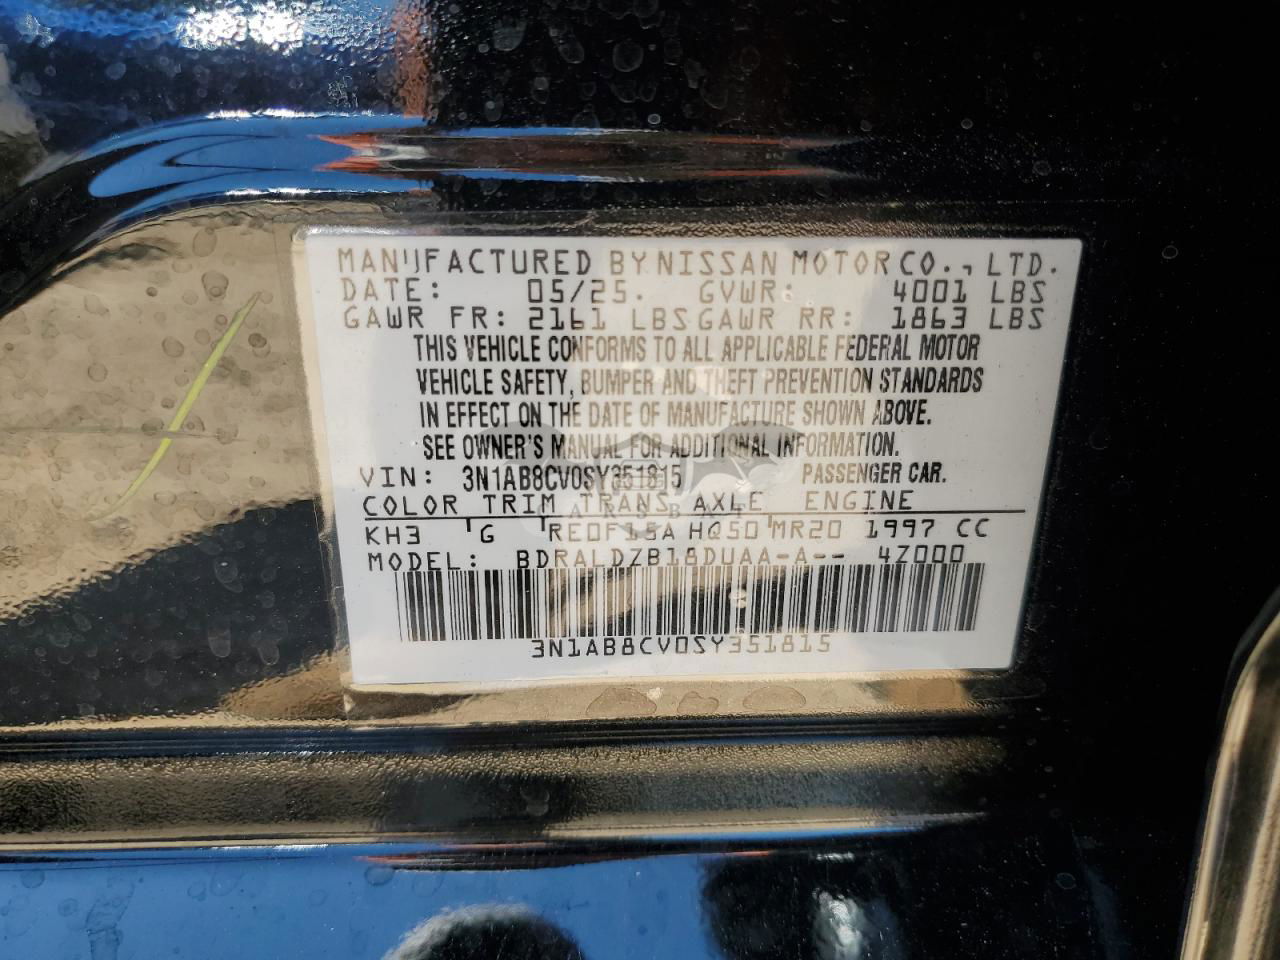 MANUFACTURED BY NISSAN MOTOR CO., LTD.
DATE: 05/25. GVWR: 4001 LBS
GAWR FR: 2161 LBS GAWR RR: 1863 LBS
THIS VEHICLE CONFORMS TO ALL APPLICABLE FEDERAL MOTOR
VEHICLE SAFETY, BUMPER AND THEFT PREVENTION STANDARDS
IN EFFECT ON THE DATE OF MANUFACTURE SHOWN ABOVE.
SEE OWNER'S MANUAL FOR ADDITIONAL INFORMATION.
VIN: 3N1AB8CV0SY351815 PASSENGER CAR.
COLOR TRIM TRANS AXLE ENGINE
CARSBAT
KH3 G RE0F15A HQ50 MR20 1997 CC
MODEL: BDRALDZB18DUAA-A-- 4Z000
3N1AB8CV0SY351815